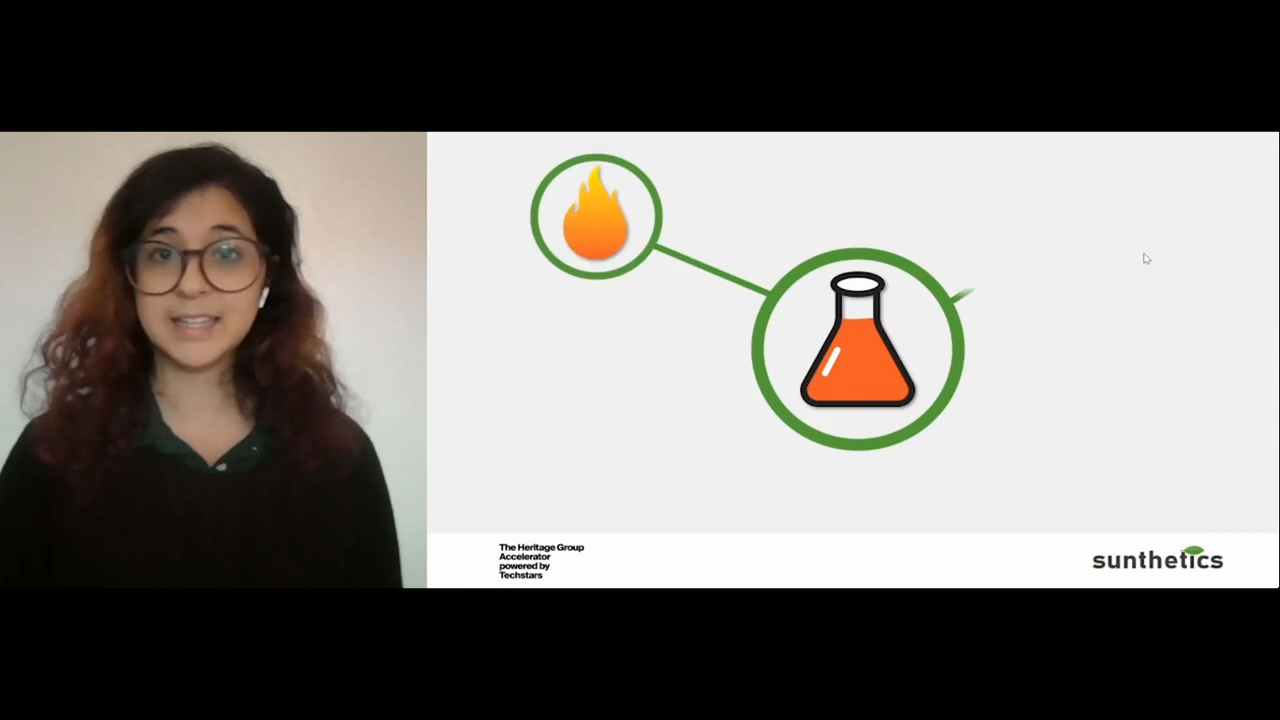 The Heritage Group
Accelerator
powered by
Techstars
sunthetics